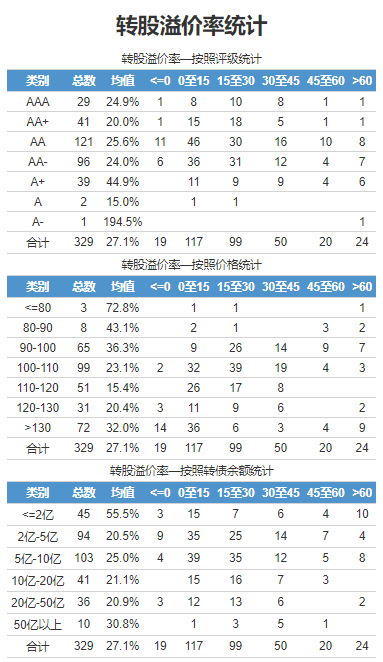 转股溢价率统计
转股溢价率—按照评级统计
类别 总数 均值 <=0 0至15 15至30 30至45 45至60 >60
AAA 29 24.9% 1 8 10 8 1 1
AA+ 41 20.0% 1 15 18 5 1 1
AA 121 25.6% 11 46 30 16 10 8
AA- 96 24.0% 6 36 31 12 4 7
A+ 39 44.9% 11 9 9 4 6
A 2 15.0% 1 1
A- 1 194.5% 1
合计 329 27.1% 19 117 99 50 20 24
转股溢价率—按照价格统计
类别 总数 均值 <=0 0至15 15至30 30至45 45至60 >60
<=80 3 72.8% 1 1 1
80-90 8 43.1% 2 1 3 2
90-100 65 36.3% 9 26 14 9 7
100-110 99 23.1% 2 32 39 19 4 3
110-120 51 15.4% 26 17 8
120-130 31 20.4% 3 11 9 6 2
>130 72 32.0% 14 36 6 3 4 9
合计 329 27.1% 19 117 99 50 20 24
转股溢价率—按照转债余额统计
类别 总数 均值 <=0 0至15 15至30 30至45 45至60 >60
<=2亿 45 55.5% 3 15 7 6 4 10
2亿-5亿 94 20.5% 9 35 25 14 7 4
5亿-10亿 103 25.0% 4 39 35 12 5 8
10亿-20亿 41 21.1% 15 16 7 3
20亿-50亿 36 20.9% 3 12 13 6 2
50亿以上 10 30.8% 1 3 5 1
合计 329 27.1% 19 117 99 50 20 24